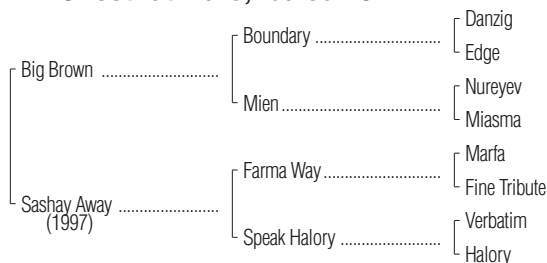 Danzig
Boundary ..............................
Edge
Big Brown ............................
Nureyev
Mien.......................................
Miasma
Marfa
Farma Way.............................
Fine Tribute
Sashay Away ........................
(1997)
Verbatim
Speak Halory ........................
Halory